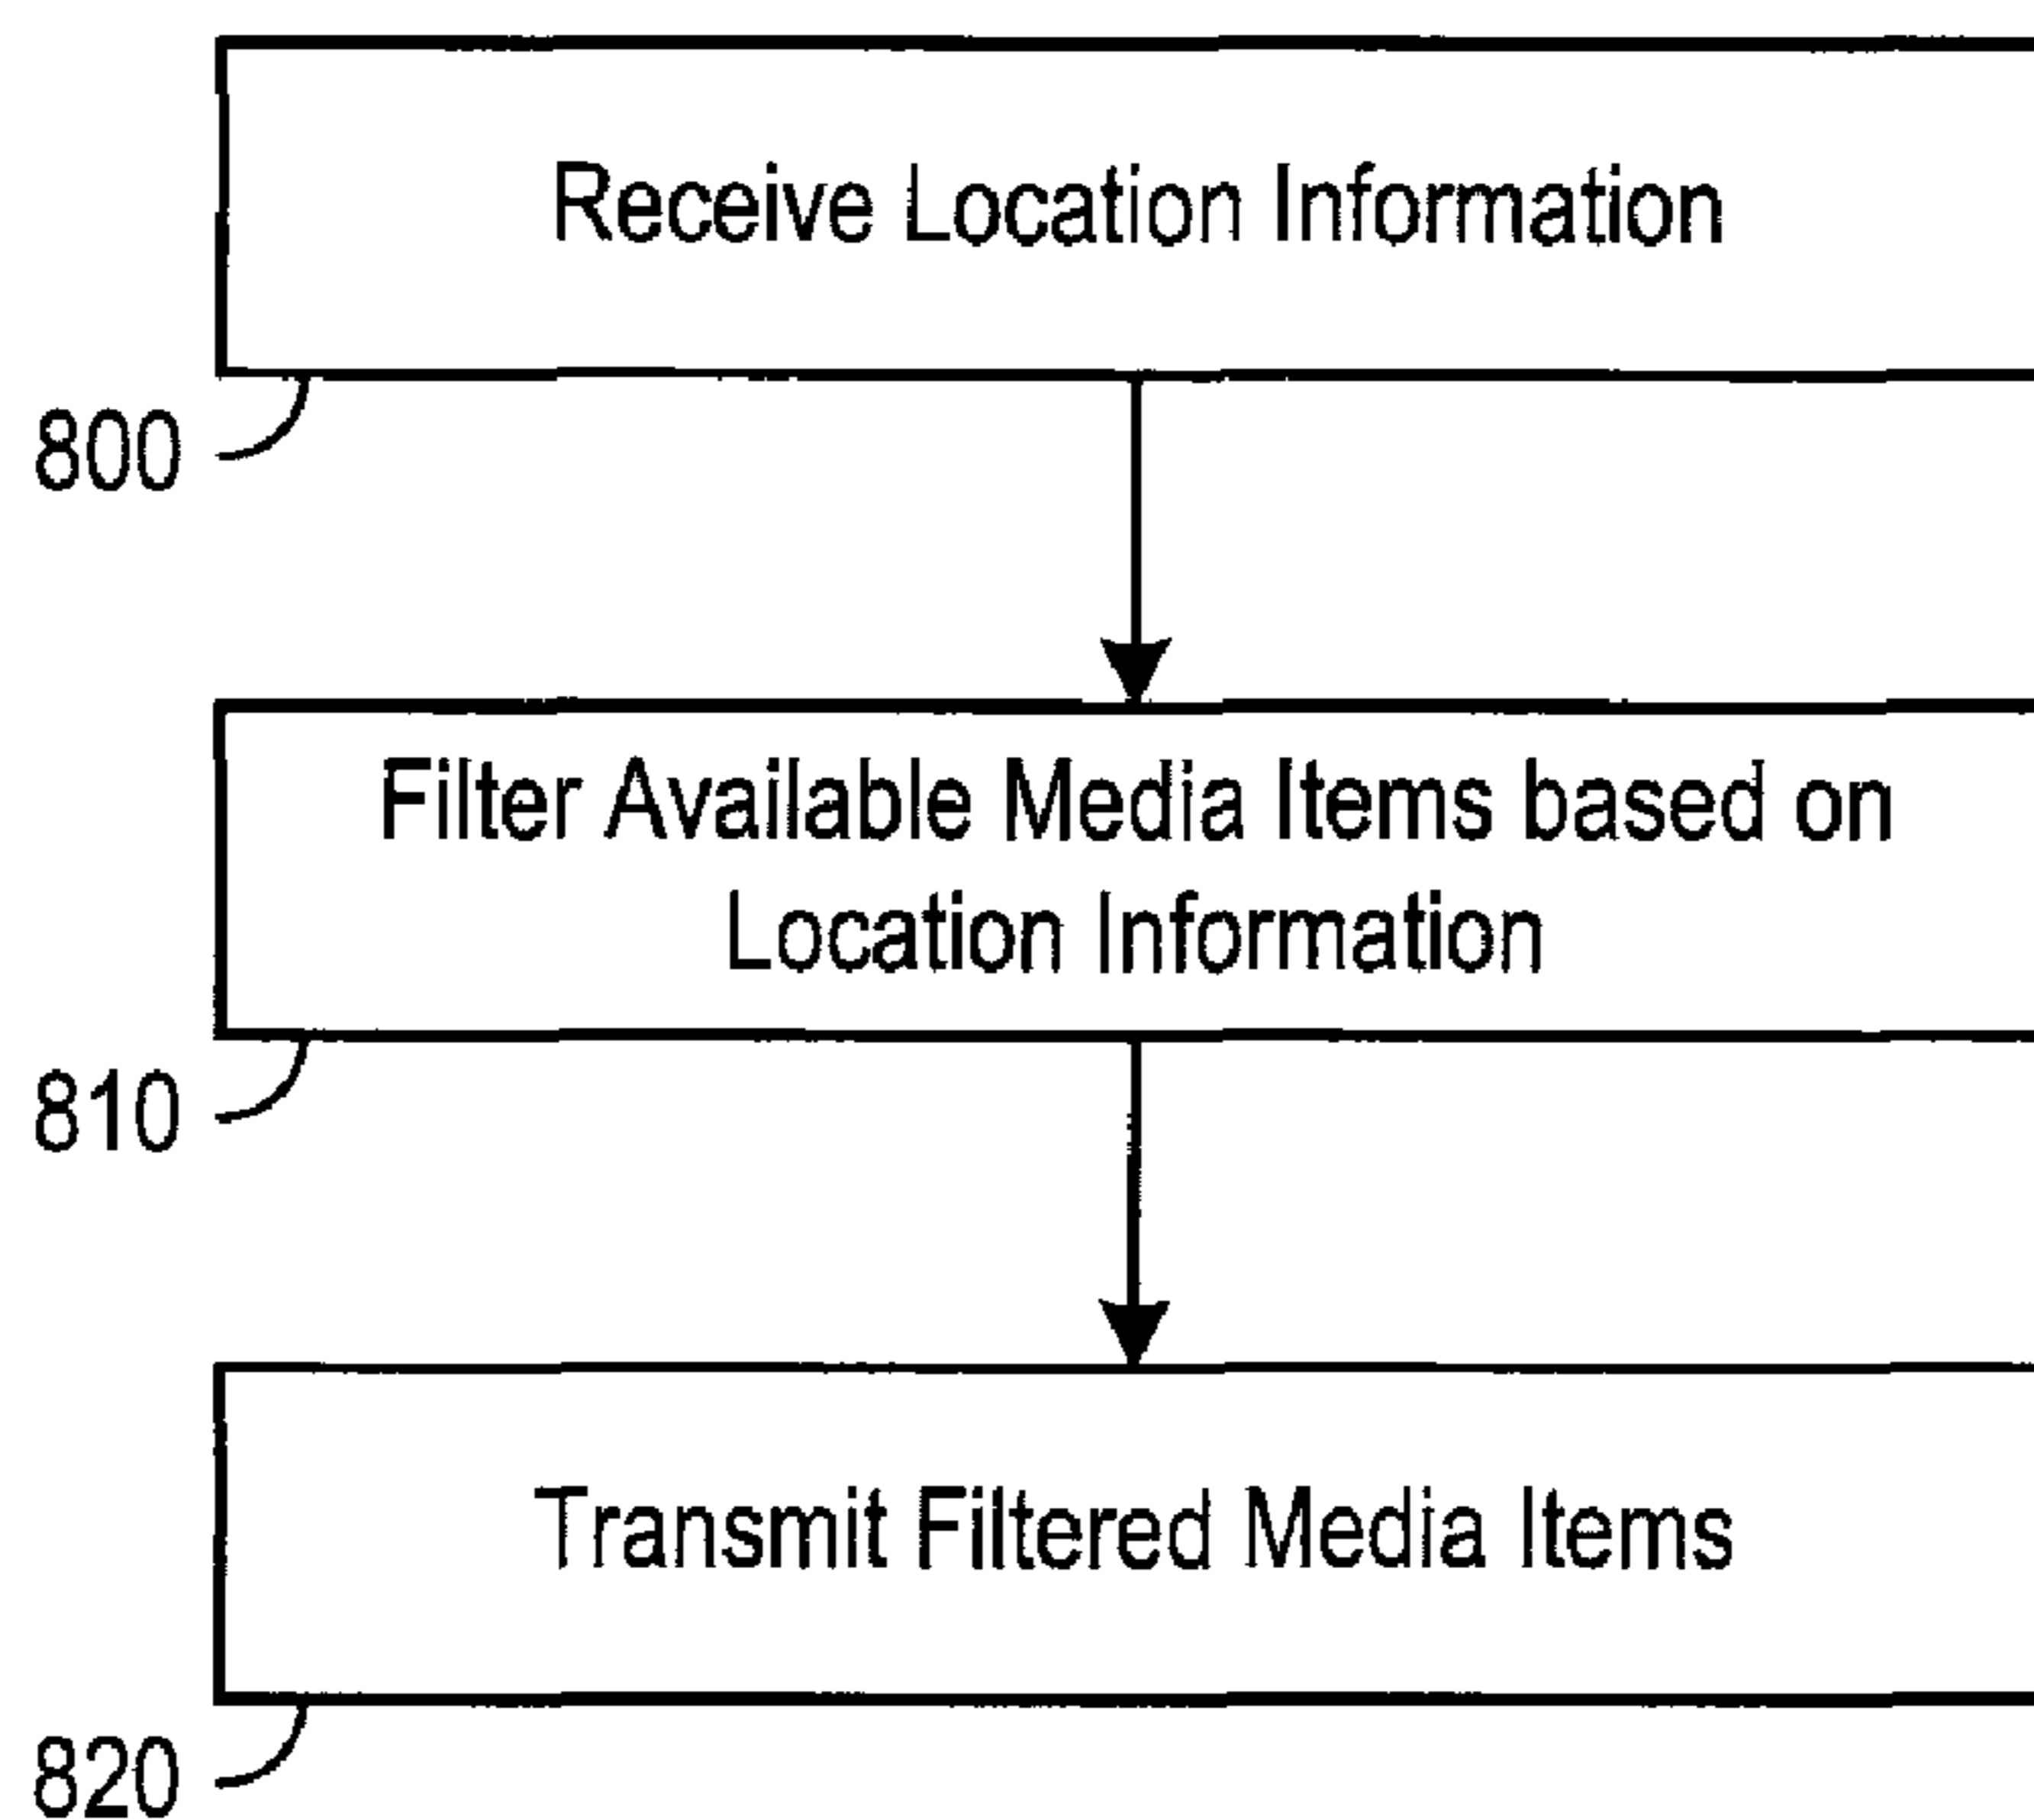 Receive Location Information
800
Filter Available Media Items based on
Location Information
810
Transmit Filtered Media Items
820